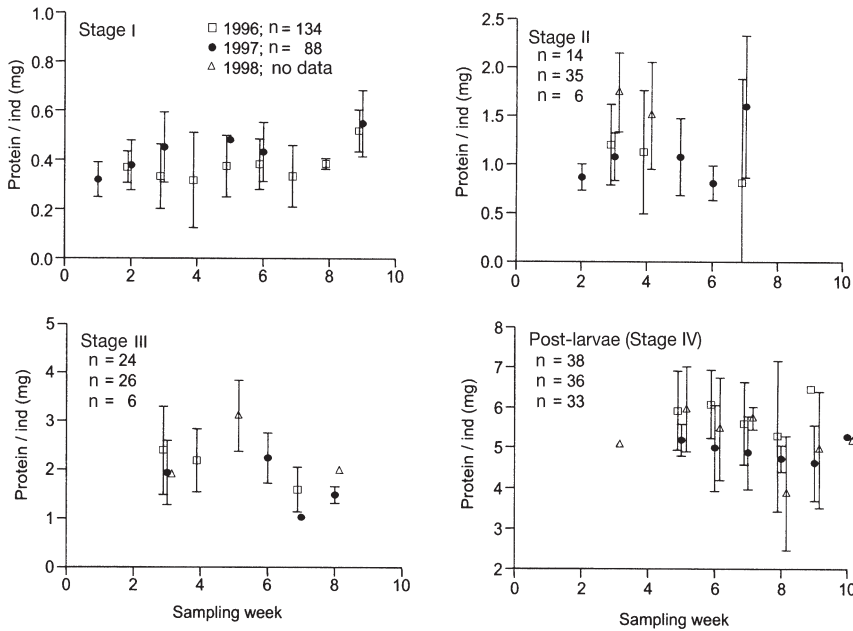 Stage I
□ 1996; n = 134
● 1997; n = 88
△ 1998; no data
Protein / ind (mg)
1.0
0.8
0.6
0.4
0.2
0.0
0 2 4 6 8 10
Stage II
n = 14
n = 35
n = 6
Protein / ind (mg)
2.5
2.0
1.5
1.0
0.5
0.0
0 2 4 6 8 10
Stage III
n = 24
n = 26
n = 6
Protein / ind (mg)
5
4
3
2
1
0
0 2 4 6 8 10
Sampling week
Post-larvae (Stage IV)
n = 38
n = 36
n = 33
Protein / ind (mg)
8
7
6
5
4
3
2
0 2 4 6 8 10
Sampling week